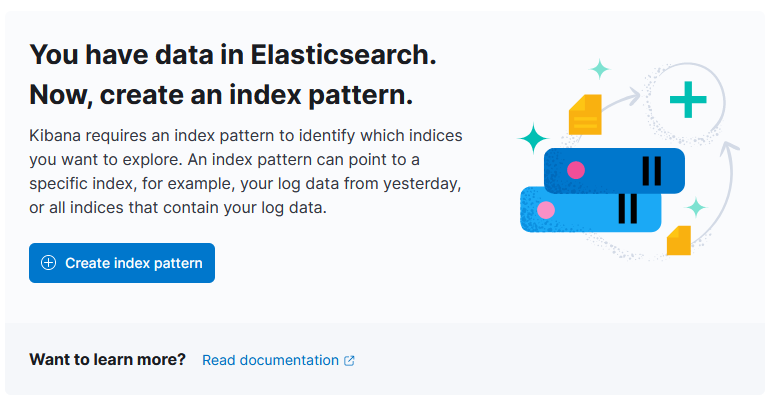 You have data in Elasticsearch.
Now, create an index pattern.
Kibana requires an index pattern to identify which indices
you want to explore. An index pattern can point to a
specific index, for example, your log data from yesterday,
or all indices that contain your log data.
Create index pattern
Want to learn more? Read documentation